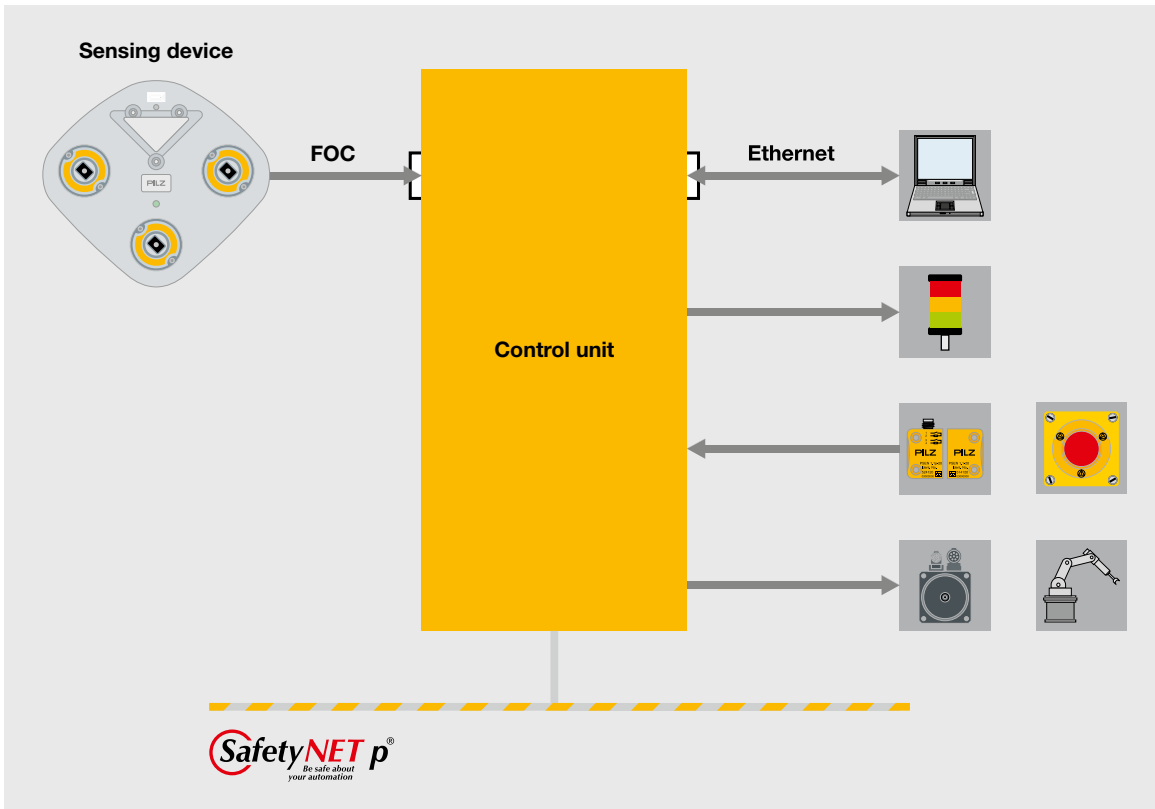 Sensing device
PILZ
FOC
Ethernet
Control unit
PILZ PILZ
SafetyNET p®
Be safe about
your automation